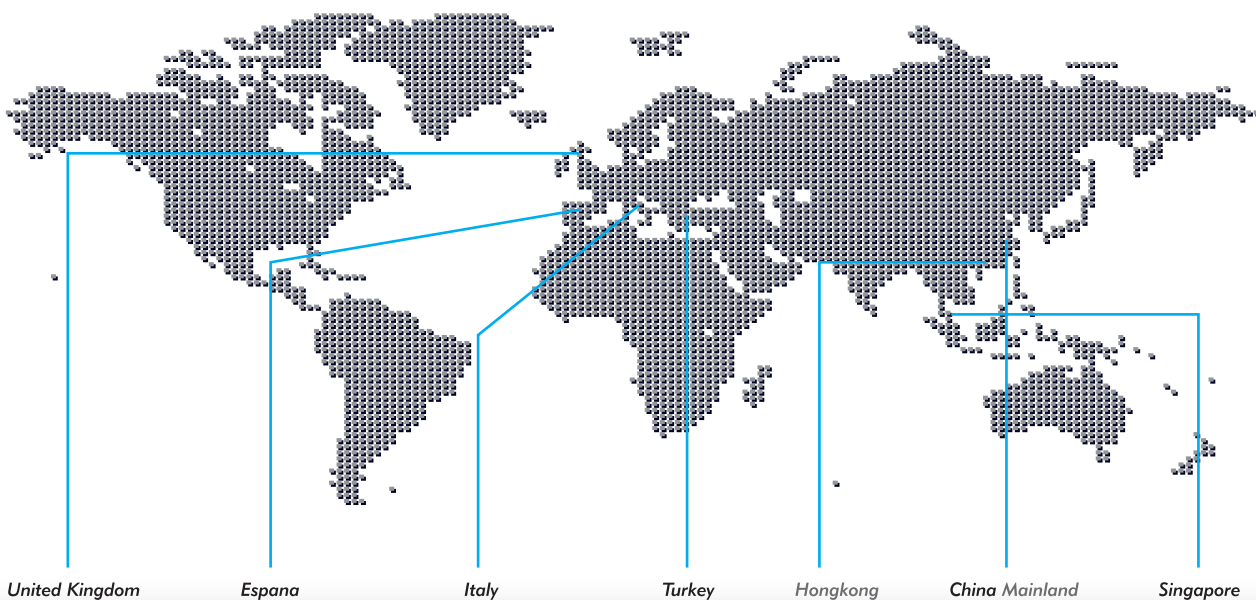 United Kingdom
Espana
Italy
Turkey
Hongkong
China Mainland
Singapore